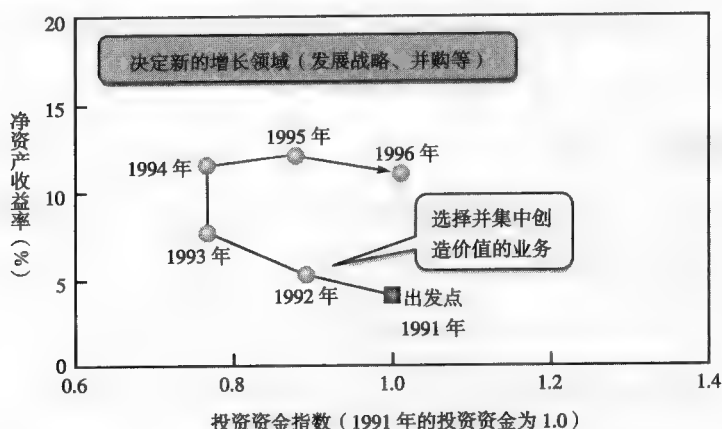 20
决定新的增长领域（发展战略、并购等）
15
1995 年
1994 年
1996 年
净资产收益率（%）
10
选择并集中创
造价值的业务
1993 年
5
1992 年
出发点
1991 年
0
0.6
0.8
1.0
1.2
1.4
投资资金指数（1991 年的投资资金为 1.0）